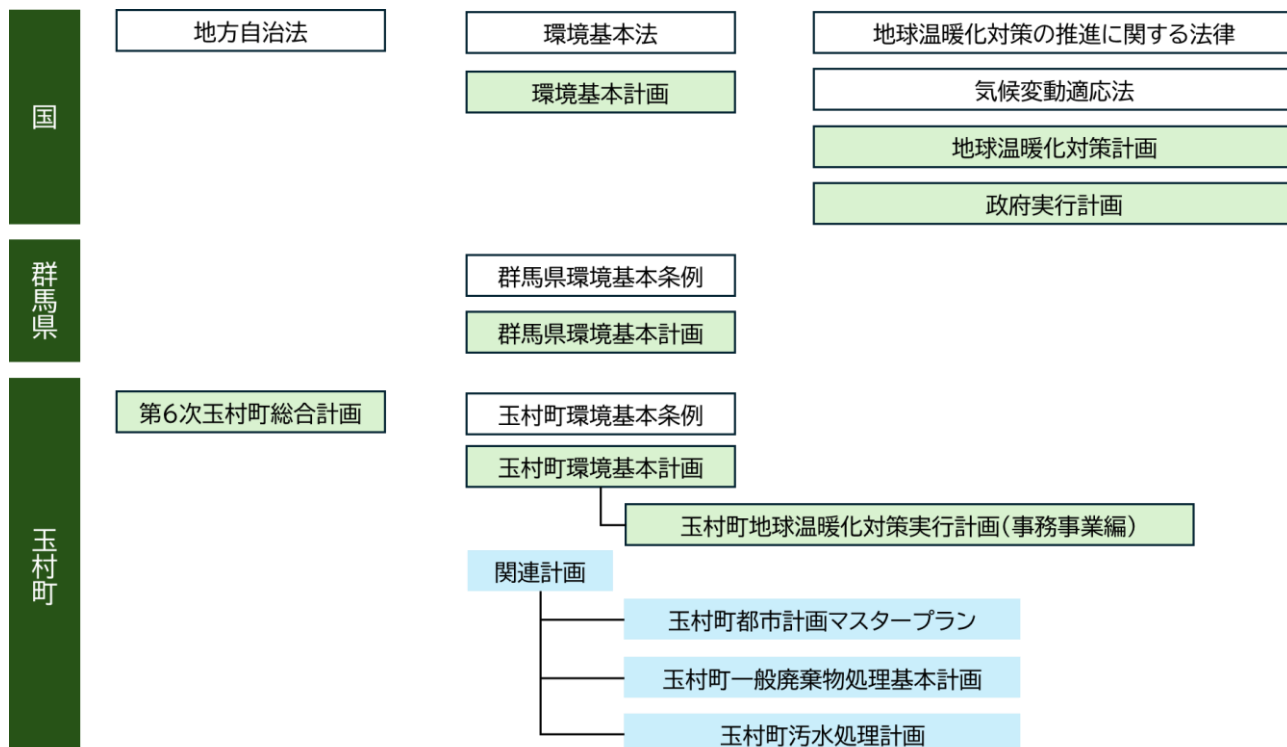 国
地方自治法
環境基本法
地球温暖化対策の推進に関する法律
環境基本計画
気候変動適応法
地球温暖化対策計画
政府実行計画
群馬県
群馬県環境基本条例
群馬県環境基本計画
玉村町
第6次玉村町総合計画
玉村町環境基本条例
玉村町環境基本計画
玉村町地球温暖化対策実行計画(事務事業編)
関連計画
玉村町都市計画マスタープラン
玉村町一般廃棄物処理基本計画
玉村町汚水処理計画